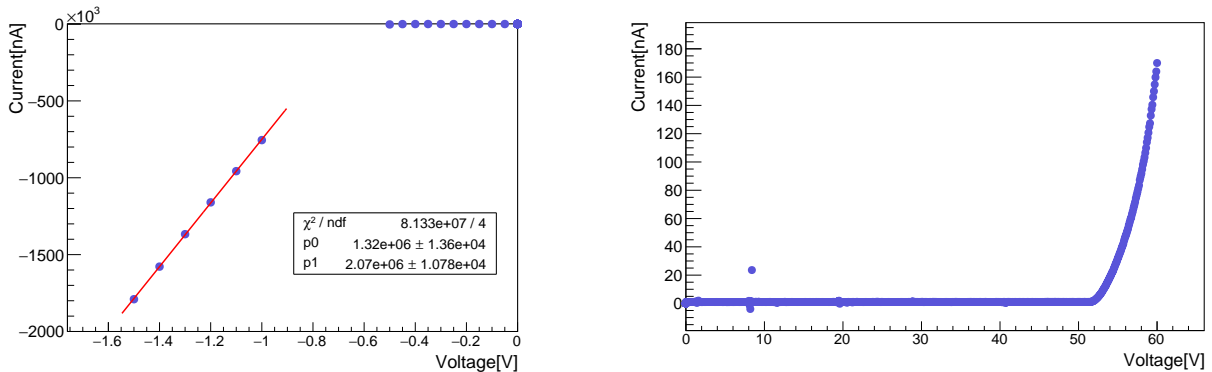 ×10³
0
−500
−1000
−1500
−2000
Current[nA]
−1.6 −1.4 −1.2 −1 −0.8 −0.6 −0.4 −0.2 0
Voltage[V]
χ² / ndf 8.133e+07 / 4
p0 1.32e+06 ± 1.36e+04
p1 2.07e+06 ± 1.078e+04
Current[nA]
180
160
140
120
100
80
60
40
20
0
0 10 20 30 40 50 60
Voltage[V]